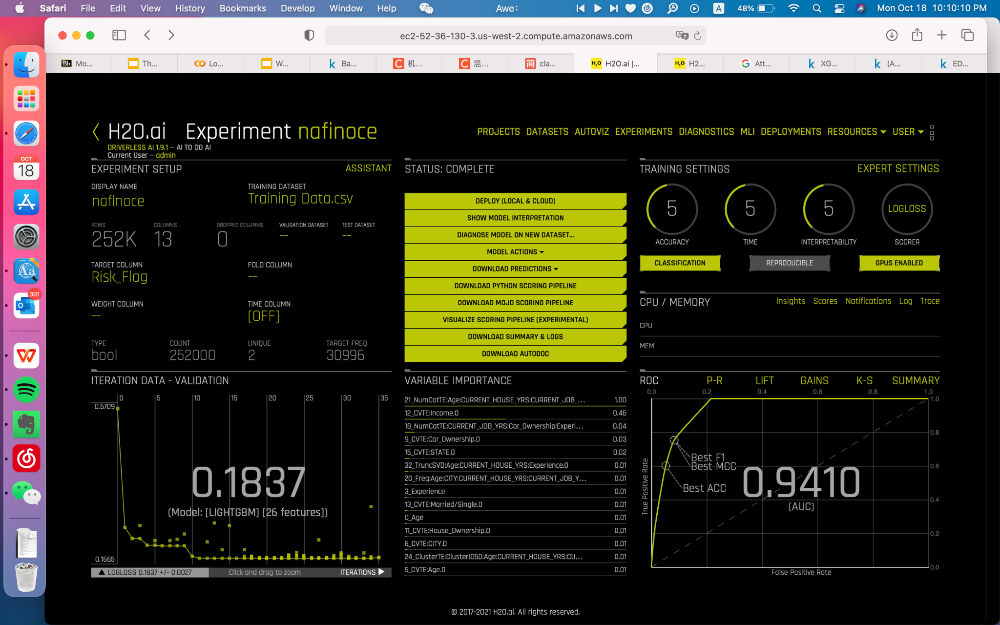 Safari File Edit View History Bookmarks Develop Window Help Awe: A 48% Mon Oct 18 10:10:10 PM
ec2-52-36-130-3.us-west-2.compute.amazonaws.com
Bb Mo... Th... Lo... W... k Ba... C 机... C 混... 简 cla... H2O H2O.ai |... H2O H2... G Att... k XG... k (A... k ED...
H2O.ai Experiment nafinoce
PROJECTS DATASETS AUTOVIZ EXPERIMENTS DIAGNOSTICS MLI DEPLOYMENTS RESOURCES USER
DRIVERLESS AI 1.9.1 – AI TO DO AI
Current User – admin
EXPERIMENT SETUP ASSISTANT
DISPLAY NAME TRAINING DATASET
nafinoce Training Data.csv
ROWS COLUMNS DROPPED COLUMNS VALIDATION DATASET TEST DATASET
252K 13 0 -- --
TARGET COLUMN FOLD COLUMN
Risk_Flag --
WEIGHT COLUMN TIME COLUMN
-- [OFF]
TYPE COUNT UNIQUE TARGET FREQ
bool 252000 2 30996
STATUS: COMPLETE
DEPLOY (LOCAL & CLOUD)
SHOW MODEL INTERPRETATION
DIAGNOSE MODEL ON NEW DATASET...
MODEL ACTIONS
DOWNLOAD PREDICTIONS
DOWNLOAD PYTHON SCORING PIPELINE
DOWNLOAD MOJO SCORING PIPELINE
VISUALIZE SCORING PIPELINE (EXPERIMENTAL)
DOWNLOAD SUMMARY & LOGS
DOWNLOAD AUTODOC
TRAINING SETTINGS EXPERT SETTINGS
5 5 5 LOGLOSS
ACCURACY TIME INTERPRETABILITY SCORER
CLASSIFICATION REPRODUCIBLE GPUS ENABLED
CPU / MEMORY Insights Scores Notifications Log Trace
CPU
MEM
ITERATION DATA - VALIDATION
0 5 10 15 20 25 30 35
0.5709
0.1837
(Model: [LIGHTGBM] [26 features])
0.1665
LOGLOSS 0.1837 +/- 0.0027 Click and drag to zoom ITERATIONS
VARIABLE IMPORTANCE
21_NumCatTE:Age:CURRENT_HOUSE_YRS:CURRENT_JOB_... 1.00
12_CVTE:Income.0 0.46
18_NumCatTE:CURRENT_JOB_YRS:Car_Ownership:Experi... 0.04
9_CVTE:Car_Ownership.0 0.03
15_CVTE:STATE.0 0.02
32_TruncSVD:Age:CURRENT_HOUSE_YRS:Experience.0 0.01
20_Freq:Age:CITY:CURRENT_HOUSE_YRS:CURRENT_JOB_Y... 0.01
3_Experience 0.01
13_CVTE:Married/Single.0 0.01
0_Age 0.01
11_CVTE:House_Ownership.0 0.01
6_CVTE:CITY.0 0.01
24_ClusterTE:ClusterID50:Age:CURRENT_HOUSE_YRS:CU... 0.01
5_CVTE:Age.0 0.01
ROC P-R LIFT GAINS K-S SUMMARY
0.0 0.2 0.4 0.6 0.8 1.0
1.0
0.8
Best F1
Best MCC
0.6
Best ACC
0.9410
(AUC)
0.4
0.2
0.0
True Positive Rate
False Positive Rate
© 2017-2021 H2O.ai. All rights reserved.
OCT
18
Aa
301